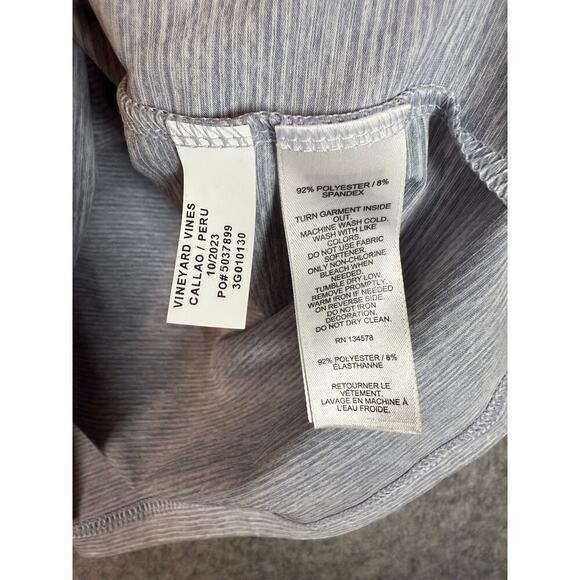 VINEYARD VINES
CALLAO / PERU
10/2023
PO#5037899
3G010130
92% POLYESTER / 8%
SPANDEX
TURN GARMENT INSIDE
OUT.
MACHINE WASH COLD.
WASH WITH LIKE
COLORS.
DO NOT USE FABRIC
SOFTENER.
ONLY NON-CHLORINE
BLEACH WHEN
NEEDED.
TUMBLE DRY LOW.
REMOVE PROMPTLY.
WARM IRON IF NEEDED
ON REVERSE SIDE.
DO NOT IRON
DECORATION.
DO NOT DRY CLEAN.
RN 134578
92% POLYESTER / 8%
ÉLASTHANNE
RETOURNER LE
VÊTEMENT.
LAVAGE EN MACHINE À
L'EAU FROIDE.